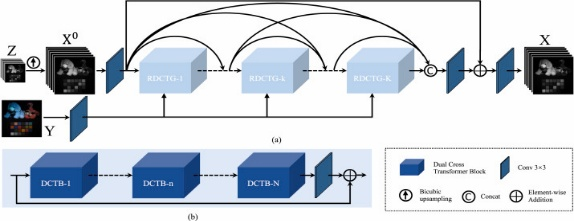 Z
X⁰
RDCTG-1
RDCTG-k
RDCTG-K
C
X
Y
(a)
DCTB-1
DCTB-n
DCTB-N
(b)
Dual Cross
Transformer Block
Conv 3×3
Bicubic
upsampling
C
Concat
Element-wise
Addition